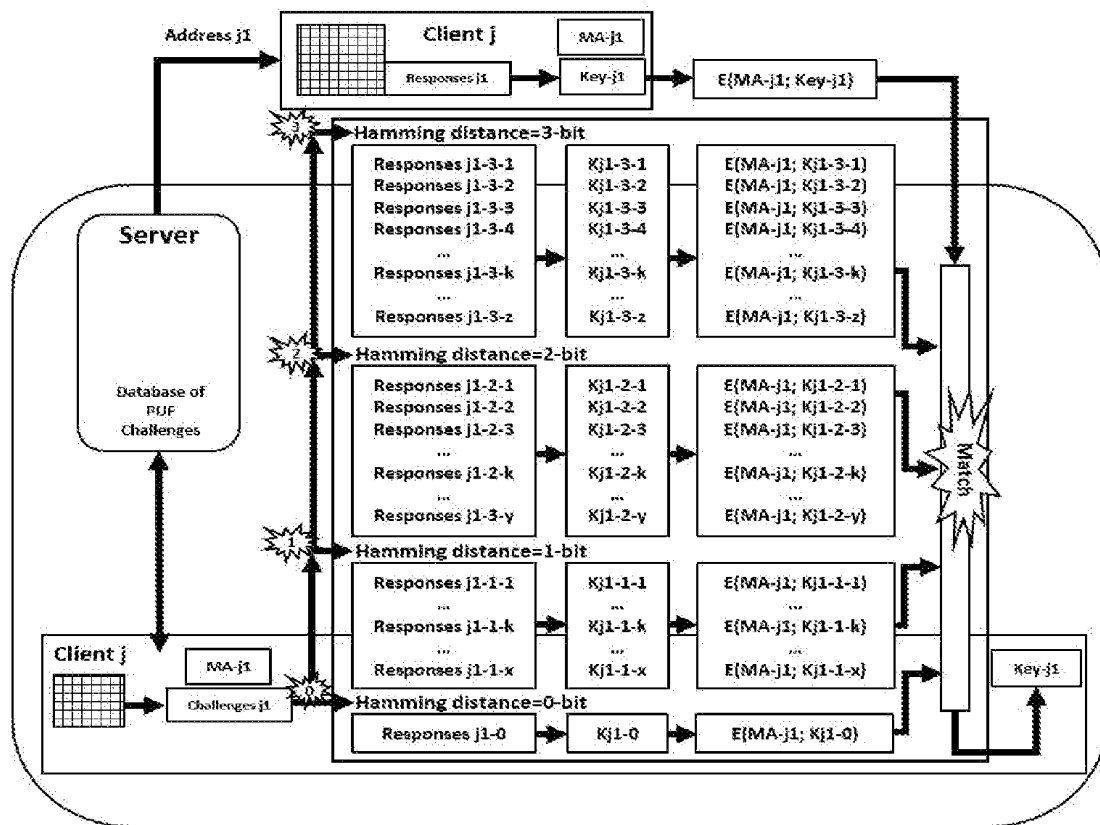 Address j1
Client j
MA-j1
Responses j1
Key-j1
E{MA-j1; Key-j1}
3
Hamming distance=3-bit
Responses j1-3-1
Responses j1-3-2
Responses j1-3-3
Responses j1-3-4
...
Responses j1-3-k
...
Responses j1-3-z
Kj1-3-1
Kj1-3-2
Kj1-3-3
Kj1-3-4
...
Kj1-3-k
...
Kj1-3-z
E{MA-j1; Kj1-3-1}
E{MA-j1; Kj1-3-2}
E{MA-j1; Kj1-3-3}
E{MA-j1; Kj1-3-4}
...
E{MA-j1; Kj1-3-k}
...
E{MA-j1; Kj1-3-z}
Server
Database of
PUF
Challenges
2
Hamming distance=2-bit
Responses j1-2-1
Responses j1-2-2
Responses j1-2-3
...
Responses j1-2-k
...
Responses j1-3-y
Kj1-2-1
Kj1-2-2
Kj1-2-3
...
Kj1-2-k
...
Kj1-2-y
E{MA-j1; Kj1-2-1}
E{MA-j1; Kj1-2-2}
E{MA-j1; Kj1-2-3}
...
E{MA-j1; Kj1-2-k}
...
E{MA-j1; Kj1-2-y}
Match
1
Hamming distance=1-bit
Responses j1-1-1
...
Responses j1-1-k
...
Responses j1-1-x
Kj1-1-1
...
Kj1-1-k
...
Kj1-1-x
E{MA-j1; Kj1-1-1}
...
E{MA-j1; Kj1-1-k}
...
E{MA-j1; Kj1-1-x}
Client j
MA-j1
Challenges j1
0
Hamming distance=0-bit
Responses j1-0
Kj1-0
E{MA-j1; Kj1-0}
Key-j1